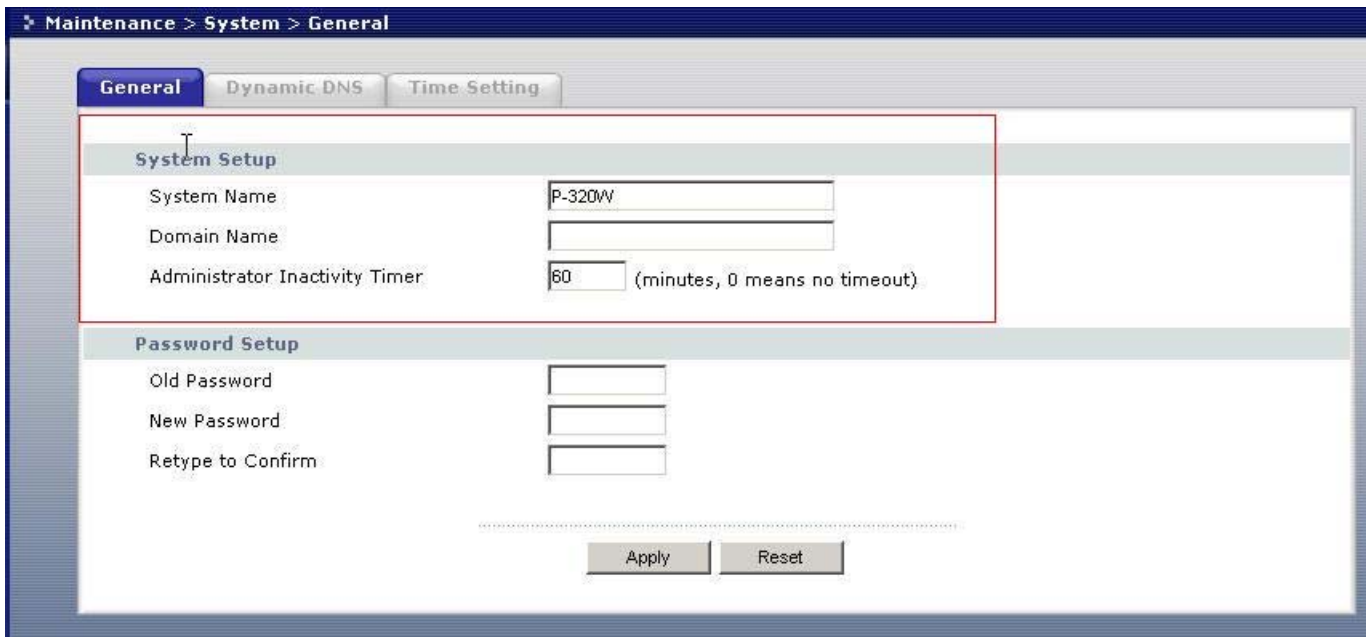 Maintenance > System > General
General Dynamic DNS Time Setting
System Setup
System Name P-320W
Domain Name
Administrator Inactivity Timer 60 (minutes, 0 means no timeout)
Password Setup
Old Password
New Password
Retype to Confirm
Apply Reset